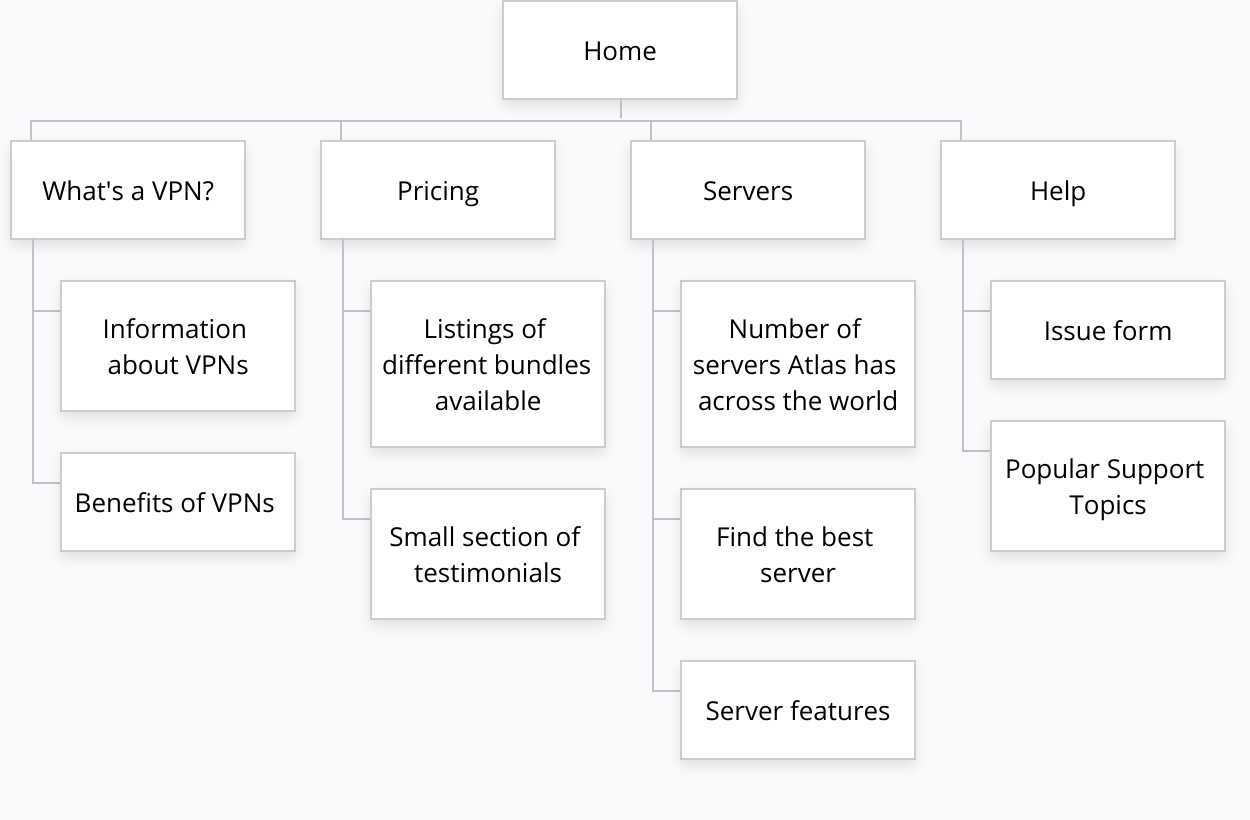 Home
What's a VPN?
Pricing
Servers
Help
Information
about VPNs
Benefits of VPNs
Listings of
different bundles
available
Small section of
testimonials
Number of
servers Atlas has
across the world
Find the best
server
Server features
Issue form
Popular Support
Topics